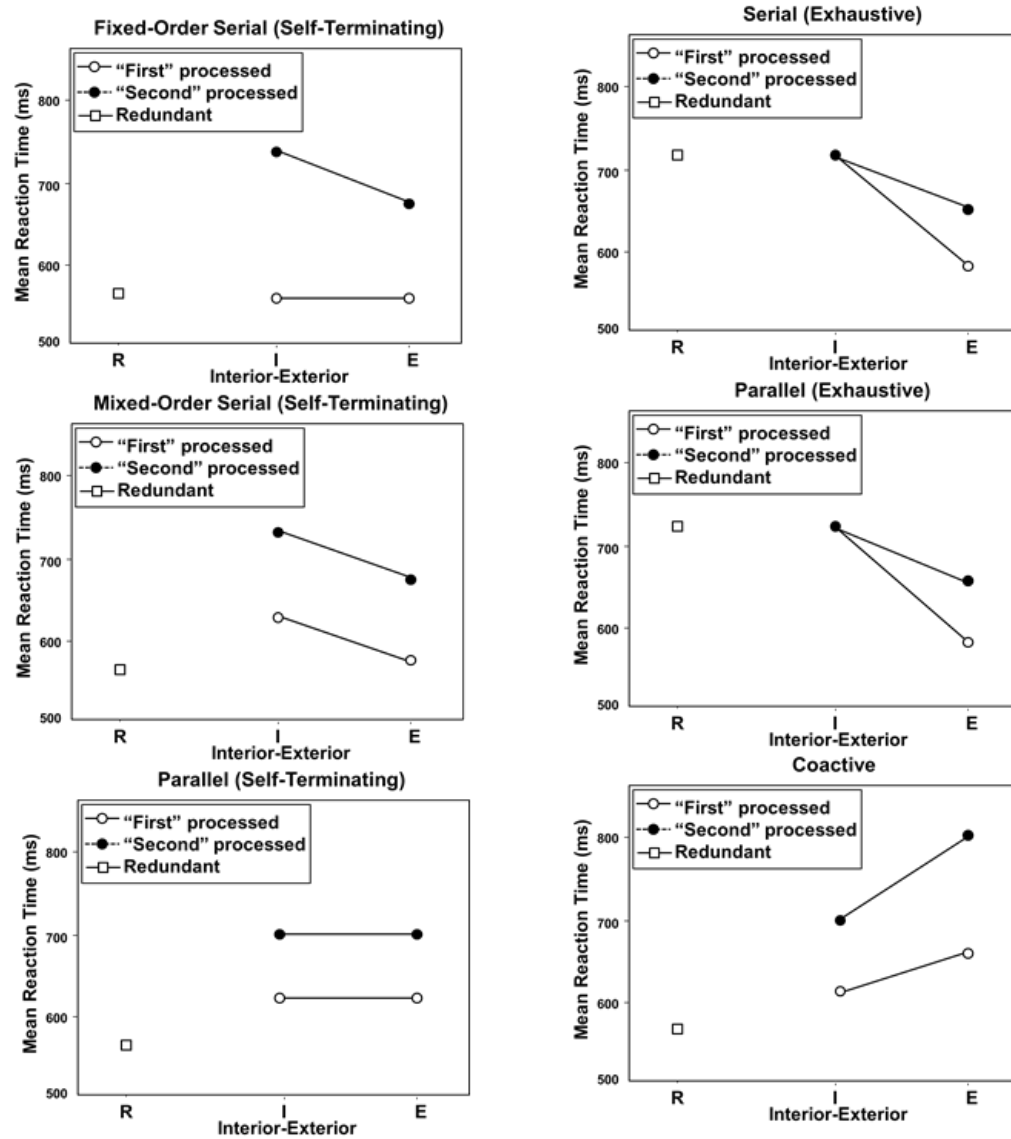 Fixed-Order Serial (Self-Terminating)
"First" processed
"Second" processed
Redundant
Mean Reaction Time (ms)
800
700
600
500
R
I
E
Interior-Exterior
Serial (Exhaustive)
"First" processed
"Second" processed
Redundant
Mean Reaction Time (ms)
800
700
600
500
R
I
E
Interior-Exterior
Mixed-Order Serial (Self-Terminating)
"First" processed
"Second" processed
Redundant
Mean Reaction Time (ms)
800
700
600
500
R
I
E
Interior-Exterior
Parallel (Exhaustive)
"First" processed
"Second" processed
Redundant
Mean Reaction Time (ms)
800
700
600
500
R
I
E
Interior-Exterior
Parallel (Self-Terminating)
"First" processed
"Second" processed
Redundant
Mean Reaction Time (ms)
800
700
600
500
R
I
E
Interior-Exterior
Coactive
"First" processed
"Second" processed
Redundant
Mean Reaction Time (ms)
800
700
600
500
R
I
E
Interior-Exterior